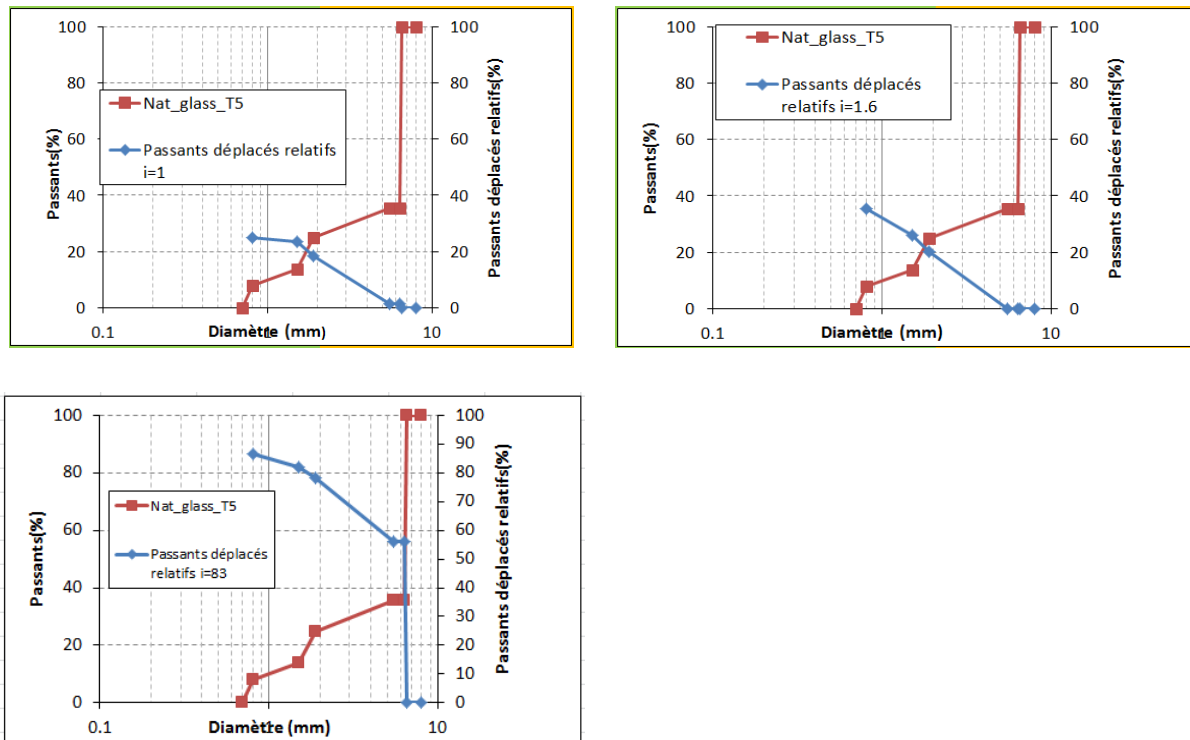 100
80
60
40
20
0
Passants(%)
Nat_glass_T5
Passants déplacés relatifs
i=1
100
80
60
40
20
0
Passants déplacés relatifs(%)
0.1
Diamètre (mm)
10
100
80
60
40
20
0
Passants(%)
Nat_glass_T5
Passants déplacés
relatifs i=1.6
100
80
60
40
20
0
Passants déplacés relatifs(%)
0.1
Diamètre (mm)
10
100
80
60
40
20
0
Passants(%)
Nat_glass_T5
Passants déplacés
relatifs i=83
100
90
80
70
60
50
40
30
20
10
0
Passants déplacés relatifs(%)
0.1
Diamètre (mm)
10